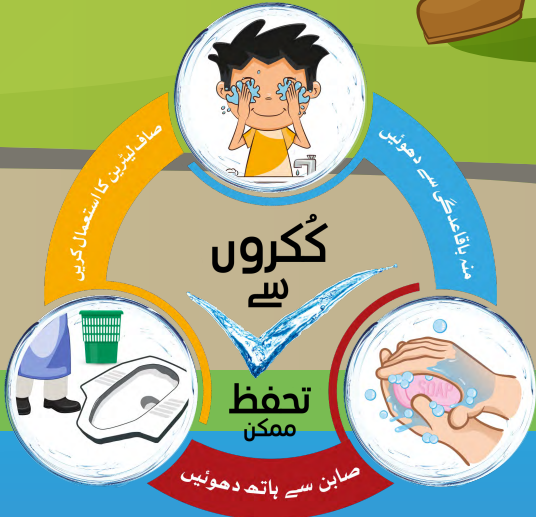 ککروں
سے
تحفظ
ممکن
منہ باقاعدگی سے دھوئیں
صابن سے ہاتھ دھوئیں
صاف لیٹرین کا استعمال کریں
SOAP